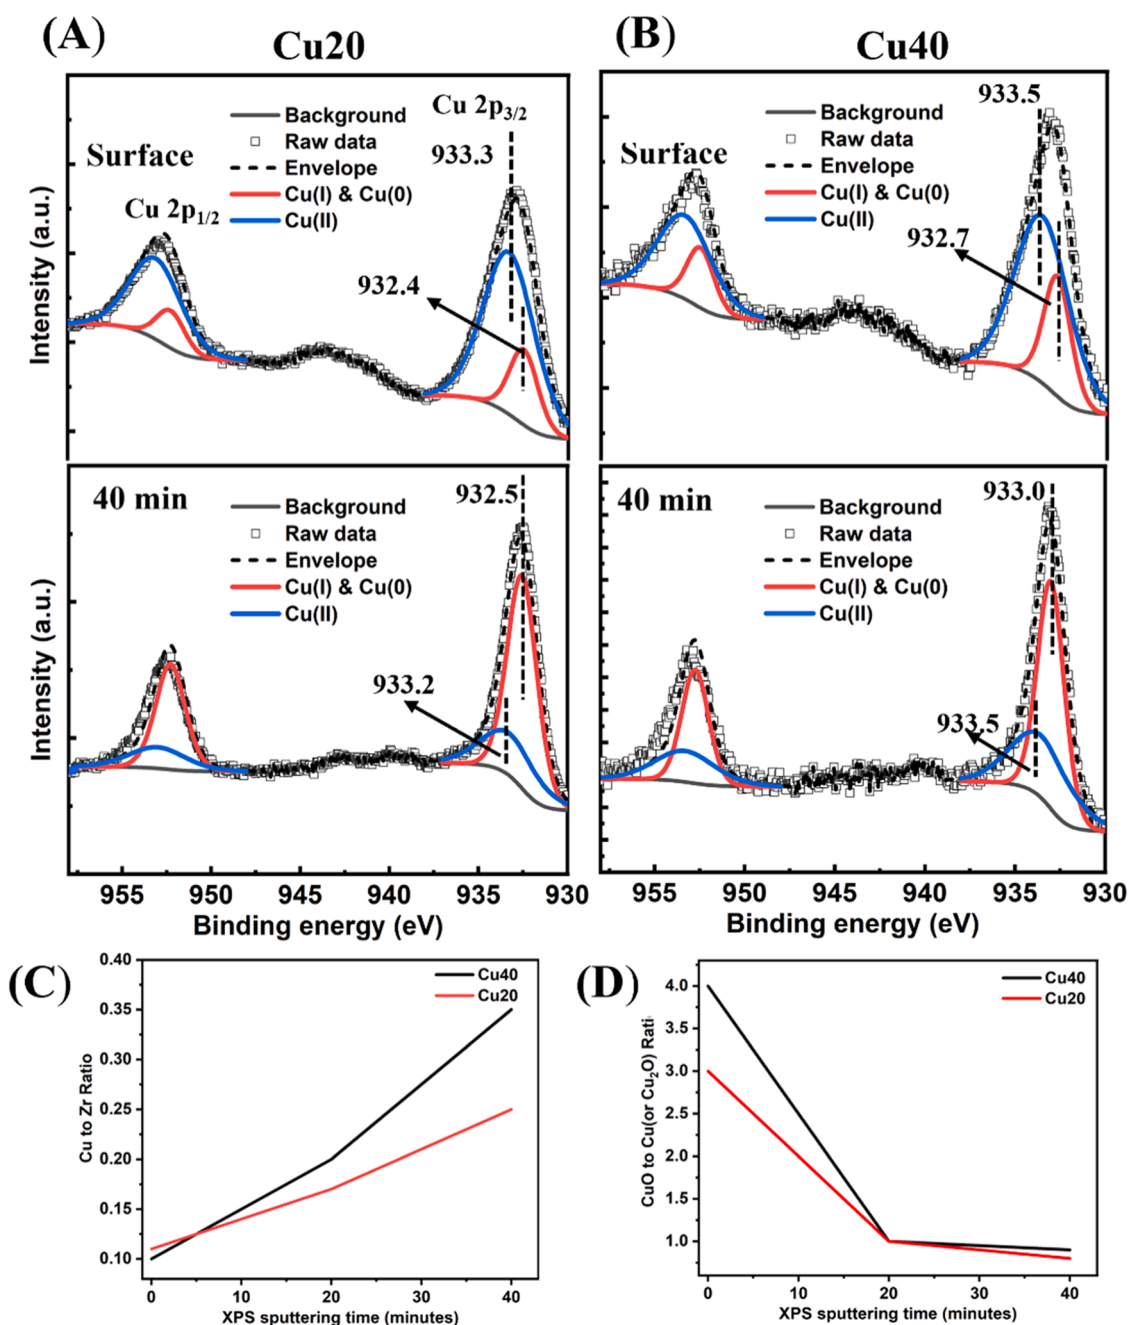 (A)
Cu20
Surface
Background
Raw data
Envelope
Cu(I) & Cu(0)
Cu(II)
Cu 2p1/2
Cu 2p3/2
933.3
932.4
Intensity (a.u.)
40 min
Background
Raw data
Envelope
Cu(I) & Cu(0)
Cu(II)
932.5
933.2
Intensity (a.u.)
955 950 945 940 935 930
Binding energy (eV)
(B)
Cu40
Surface
Background
Raw data
Envelope
Cu(I) & Cu(0)
Cu(II)
933.5
932.7
Intensity (a.u.)
40 min
Background
Raw data
Envelope
Cu(I) & Cu(0)
Cu(II)
933.0
933.5
Intensity (a.u.)
955 950 945 940 935 930
Binding energy (eV)
(C)
Cu40
Cu20
Cu to Zr Ratio
0.40
0.35
0.30
0.25
0.20
0.15
0.10
0 10 20 30 40
XPS sputtering time (minutes)
(D)
Cu40
Cu20
CuO to Cu(or Cu2O) Rati
4.0
3.5
3.0
2.5
2.0
1.5
1.0
0 10 20 30 40
XPS sputtering time (minutes)